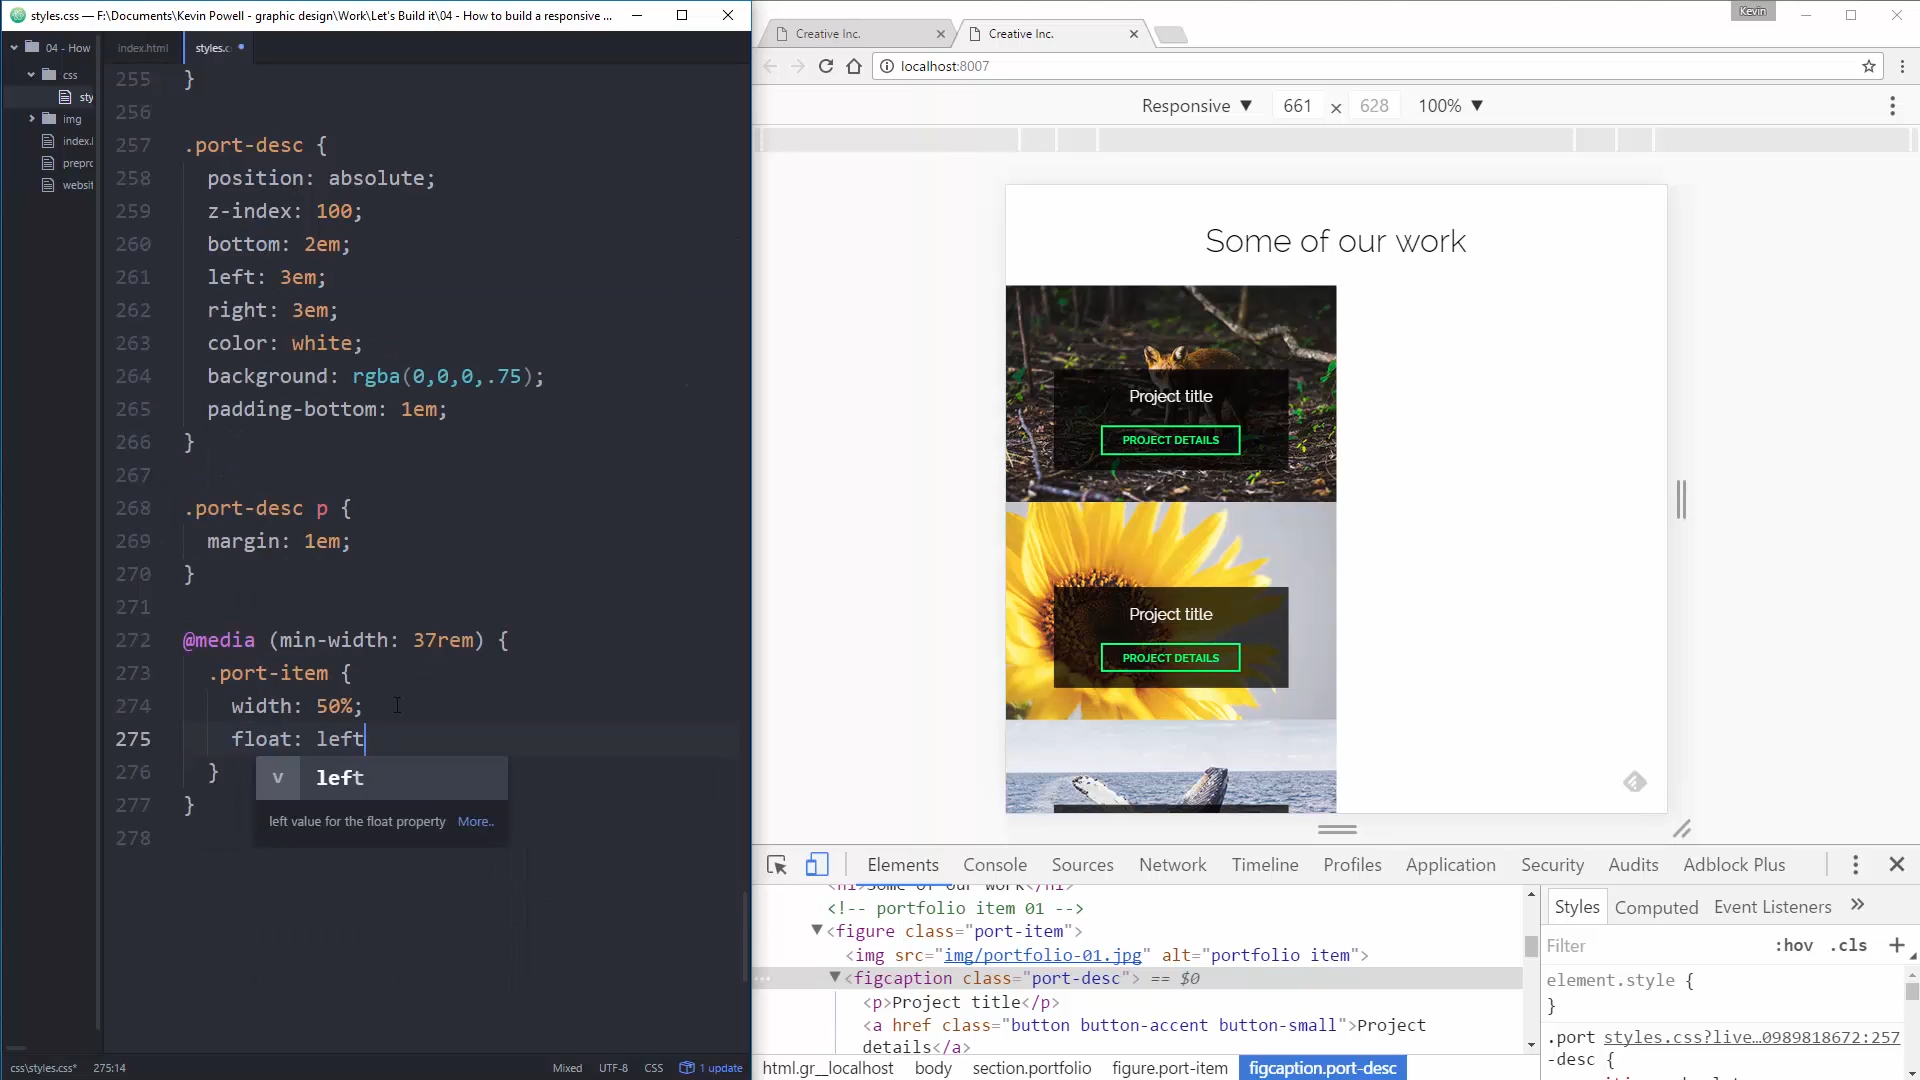 styles.css — F:\Documents\Kevin Powell - graphic design\Work\Let's Build it\04 - How to build a responsive ...
04 - How
css
sty
img
index.l
prepro
websit
index.html
styles.c
255 }
256
257 .port-desc {
258 position: absolute;
259 z-index: 100;
260 bottom: 2em;
261 left: 3em;
262 right: 3em;
263 color: white;
264 background: rgba(0,0,0,.75);
265 padding-bottom: 1em;
266 }
267
268 .port-desc p {
269 margin: 1em;
270 }
271
272 @media (min-width: 37rem) {
273 .port-item {
274 width: 50%;
275 float: left
276 }
277 }
278
v left
left value for the float property More..
css\styles.css* 275:14 Mixed UTF-8 CSS 1 update
Kevin
Creative Inc.
Creative Inc.
localhost:8007
Responsive ▼ 661 × 628 100% ▼
Some of our work
Project title
PROJECT DETAILS
Project title
PROJECT DETAILS
Elements Console Sources Network Timeline Profiles Application Security Audits Adblock Plus
<h1>Some of our work</h1>
<!-- portfolio item 01 -->
<figure class="port-item">
<img src="img/portfolio-01.jpg" alt="portfolio item">
<figcaption class="port-desc"> == $0
<p>Project title</p>
<a href class="button button-accent button-small">Project
details</a>
html.gr__localhost body section.portfolio figure.port-item figcaption.port-desc
Styles Computed Event Listeners »
Filter :hov .cls +
element.style {
}
.port styles.css?live…0989818672:257
-desc {